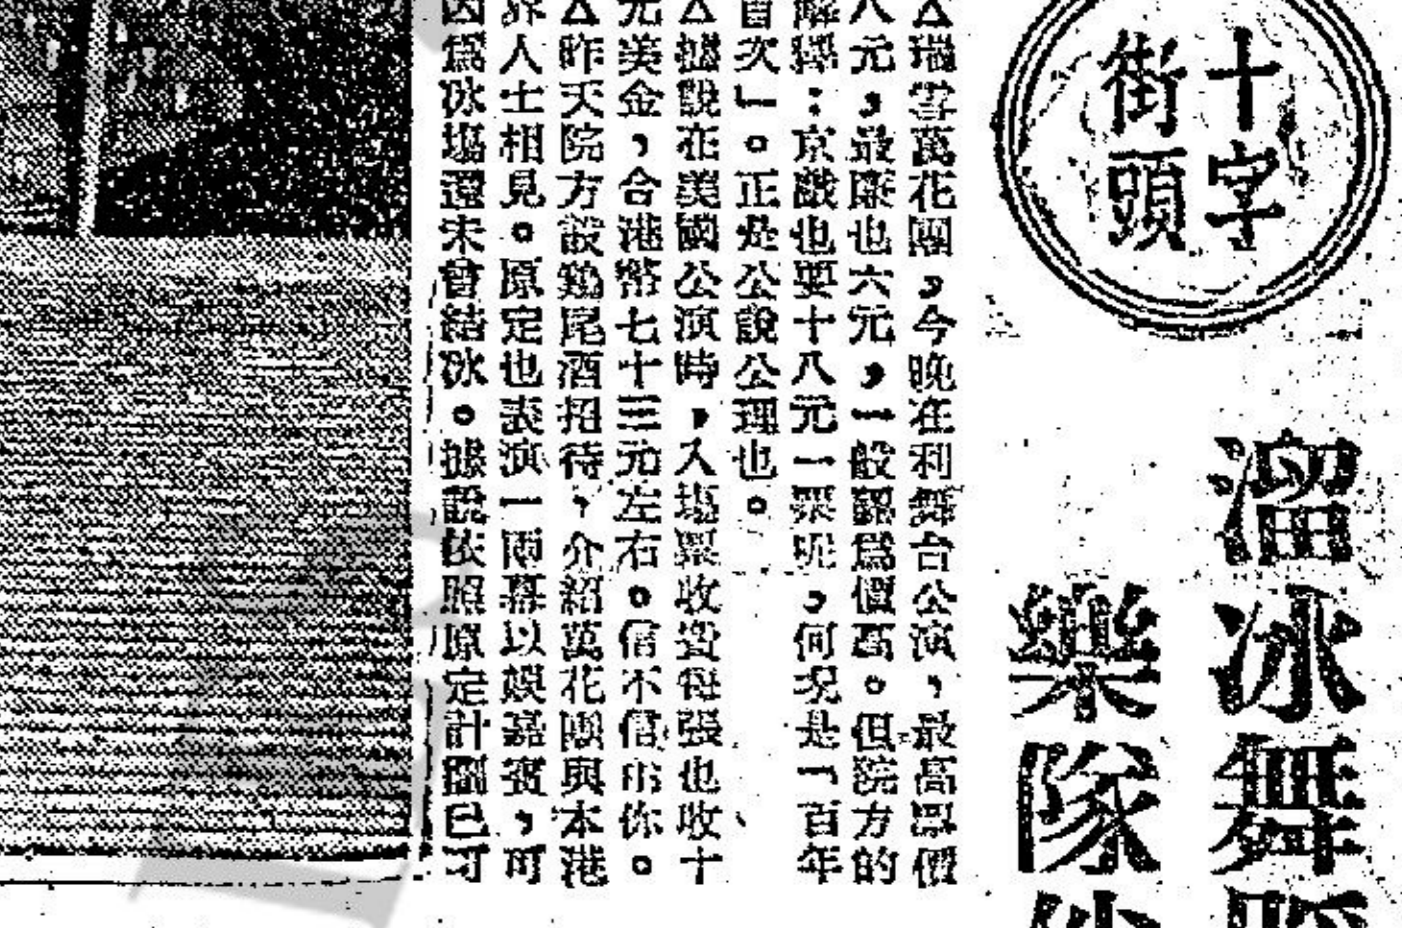 十字
街頭
溜冰舞
樂隊
△瑞雪萬花團，今晚在利舞台公演，最高票價
八元，最廉也六元，一般認為價高。但院方的
解釋：京戲也要十八元一票呢，何况是「百年
首次」。正是公說公理也。
△據說在美國公演時，入塲票收費每張也收十
元美金，合港幣七十三元左右。信不信由你。
△昨天院方設鷄尾酒招待，介紹萬花團與本港
界人士相見。原定也表演一兩幕以娛嘉賓，可
因為冰塲還未曾結冰。據說依照原定計劃已可